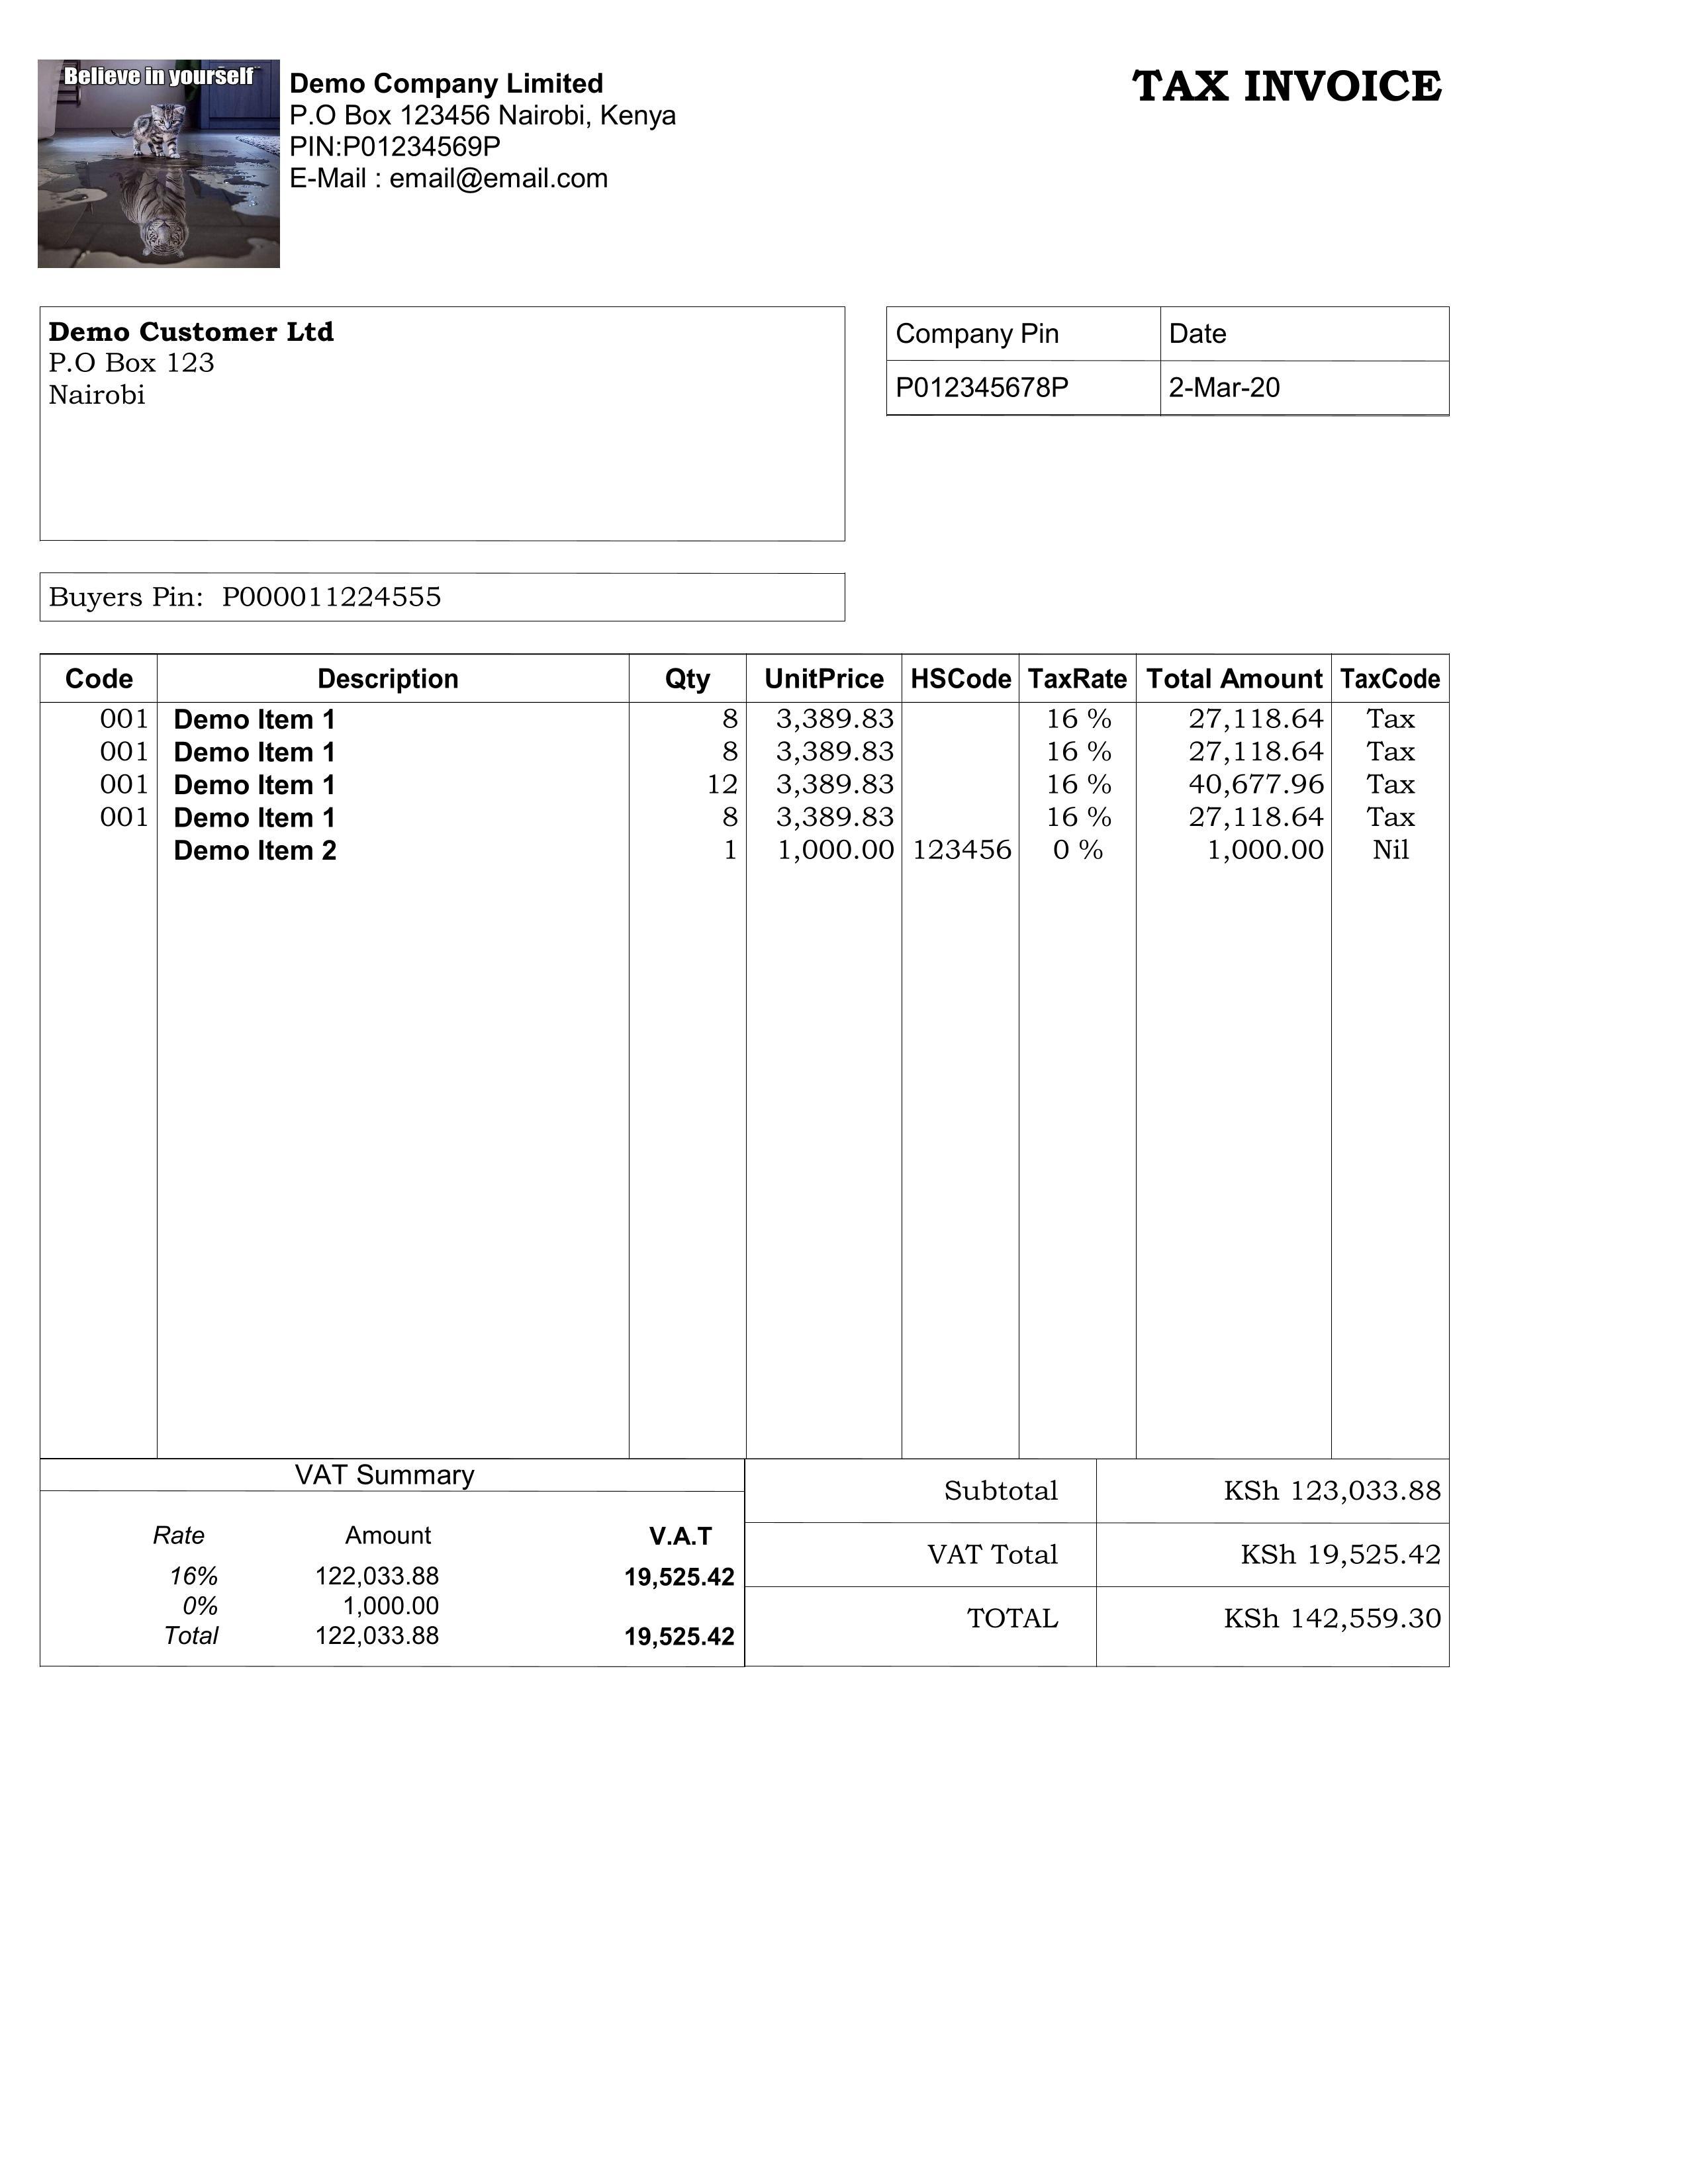 Believe in yourself
Demo Company Limited
P.O Box 123456 Nairobi, Kenya
PIN:P01234569P
E-Mail : email@email.com
TAX INVOICE
Demo Customer Ltd
P.O Box 123
Nairobi
Company Pin Date
P012345678P 2-Mar-20
Buyers Pin: P000011224555
Code Description Qty UnitPrice HSCode TaxRate Total Amount TaxCode
001 Demo Item 1 8 3,389.83 16 % 27,118.64 Tax
001 Demo Item 1 8 3,389.83 16 % 27,118.64 Tax
001 Demo Item 1 12 3,389.83 16 % 40,677.96 Tax
001 Demo Item 1 8 3,389.83 16 % 27,118.64 Tax
Demo Item 2 1 1,000.00 123456 0 % 1,000.00 Nil
VAT Summary
Rate Amount V.A.T
16% 122,033.88 19,525.42
0% 1,000.00
Total 122,033.88 19,525.42
Subtotal KSh 123,033.88
VAT Total KSh 19,525.42
TOTAL KSh 142,559.30